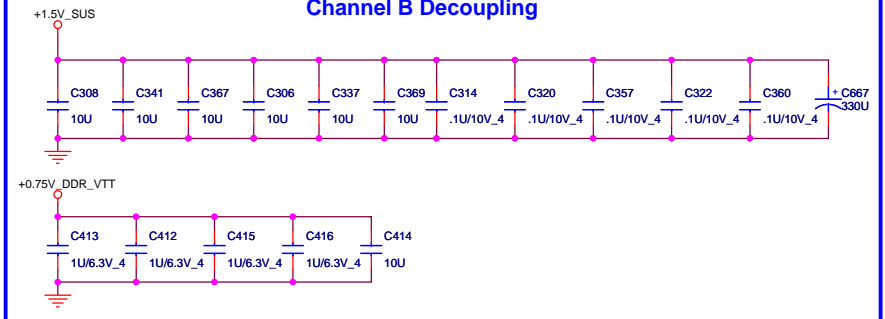 Channel B Decoupling
+1.5V_SUS
C308 C341 C367 C306 C337 C369 C314 C320 C357 C322 C360 + C667
10U 10U 10U 10U 10U 10U .1U/10V_4 .1U/10V_4 .1U/10V_4 .1U/10V_4 .1U/10V_4 330U
+0.75V_DDR_VTT
C413 C412 C415 C416 C414
1U/6.3V_4 1U/6.3V_4 1U/6.3V_4 1U/6.3V_4 10U